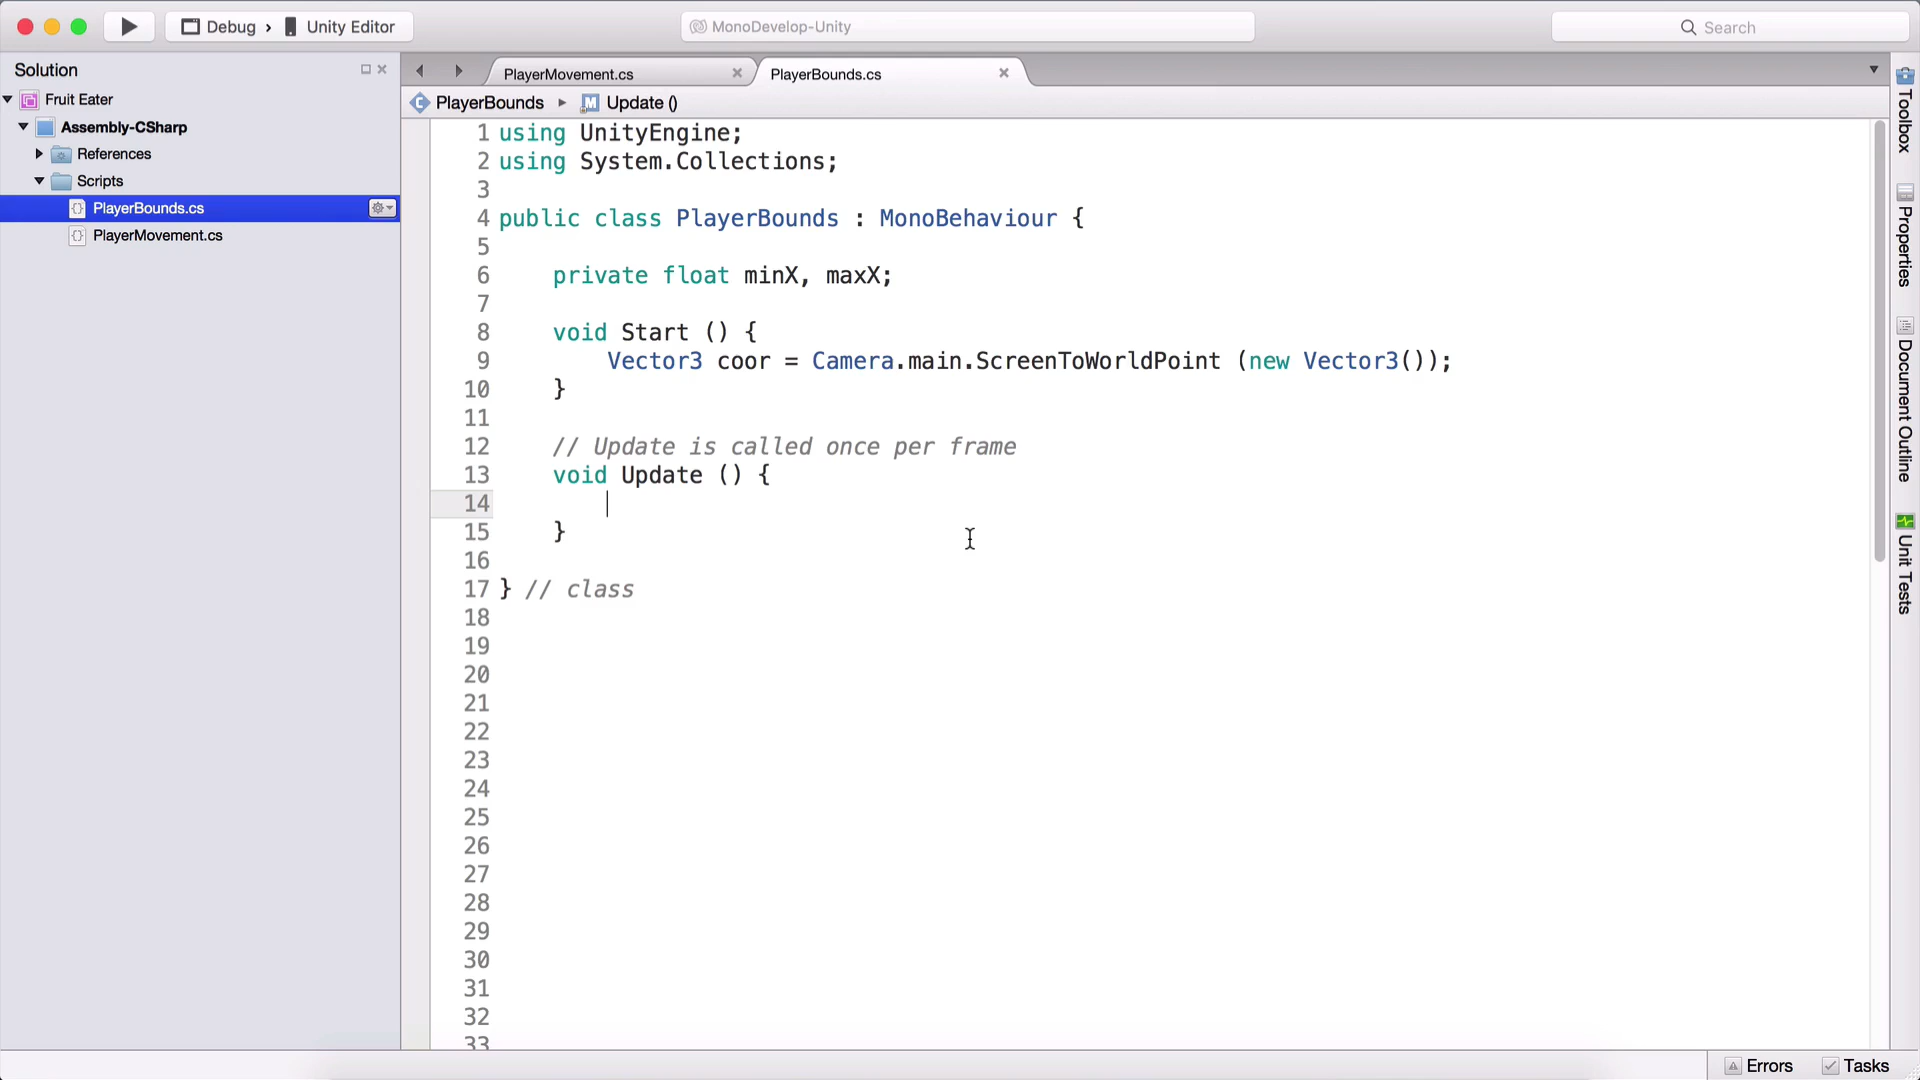 Debug › Unity Editor
MonoDevelop-Unity
Search
Solution
Fruit Eater
Assembly-CSharp
References
Scripts
PlayerBounds.cs
PlayerMovement.cs
PlayerMovement.cs
PlayerBounds.cs
PlayerBounds
Update ()
1 using UnityEngine;
2 using System.Collections;
3
4 public class PlayerBounds : MonoBehaviour {
5
6 private float minX, maxX;
7
8 void Start () {
9 Vector3 coor = Camera.main.ScreenToWorldPoint (new Vector3());
10 }
11
12 // Update is called once per frame
13 void Update () {
14
15 }
16
17 } // class
18
19
20
21
22
23
24
25
26
27
28
29
30
31
32
33
Toolbox
Properties
Document Outline
Unit Tests
Errors
Tasks